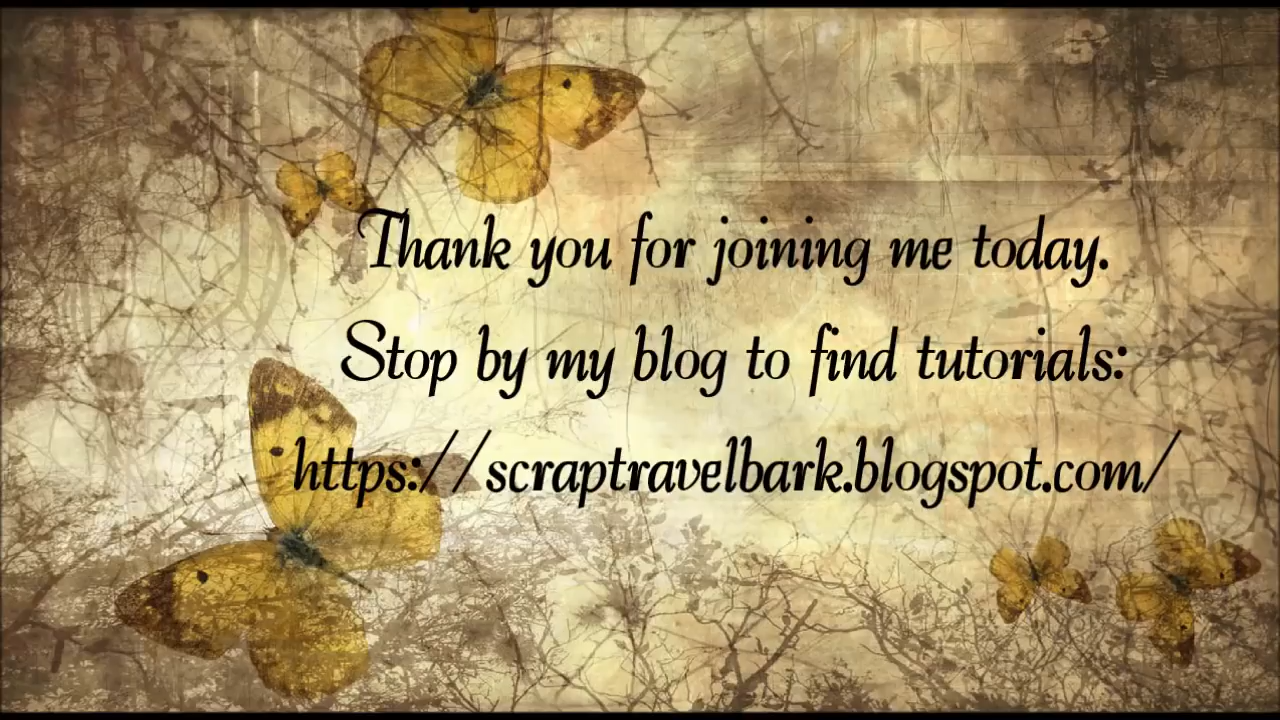 Thank you for joining me today.
Stop by my blog to find tutorials:
https://scraptravelbark.blogspot.com/